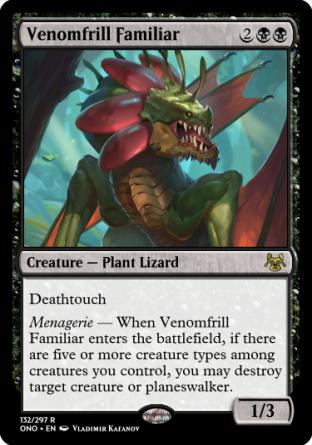 Venomfrill Familiar 2
Creature — Plant Lizard
Deathtouch
Menagerie — When Venomfrill
Familiar enters the battlefield, if there
are five or more creature types among
creatures you control, you may destroy
target creature or planeswalker.
1/3
132/297 R
ONO • EN Vladimir Kafanov